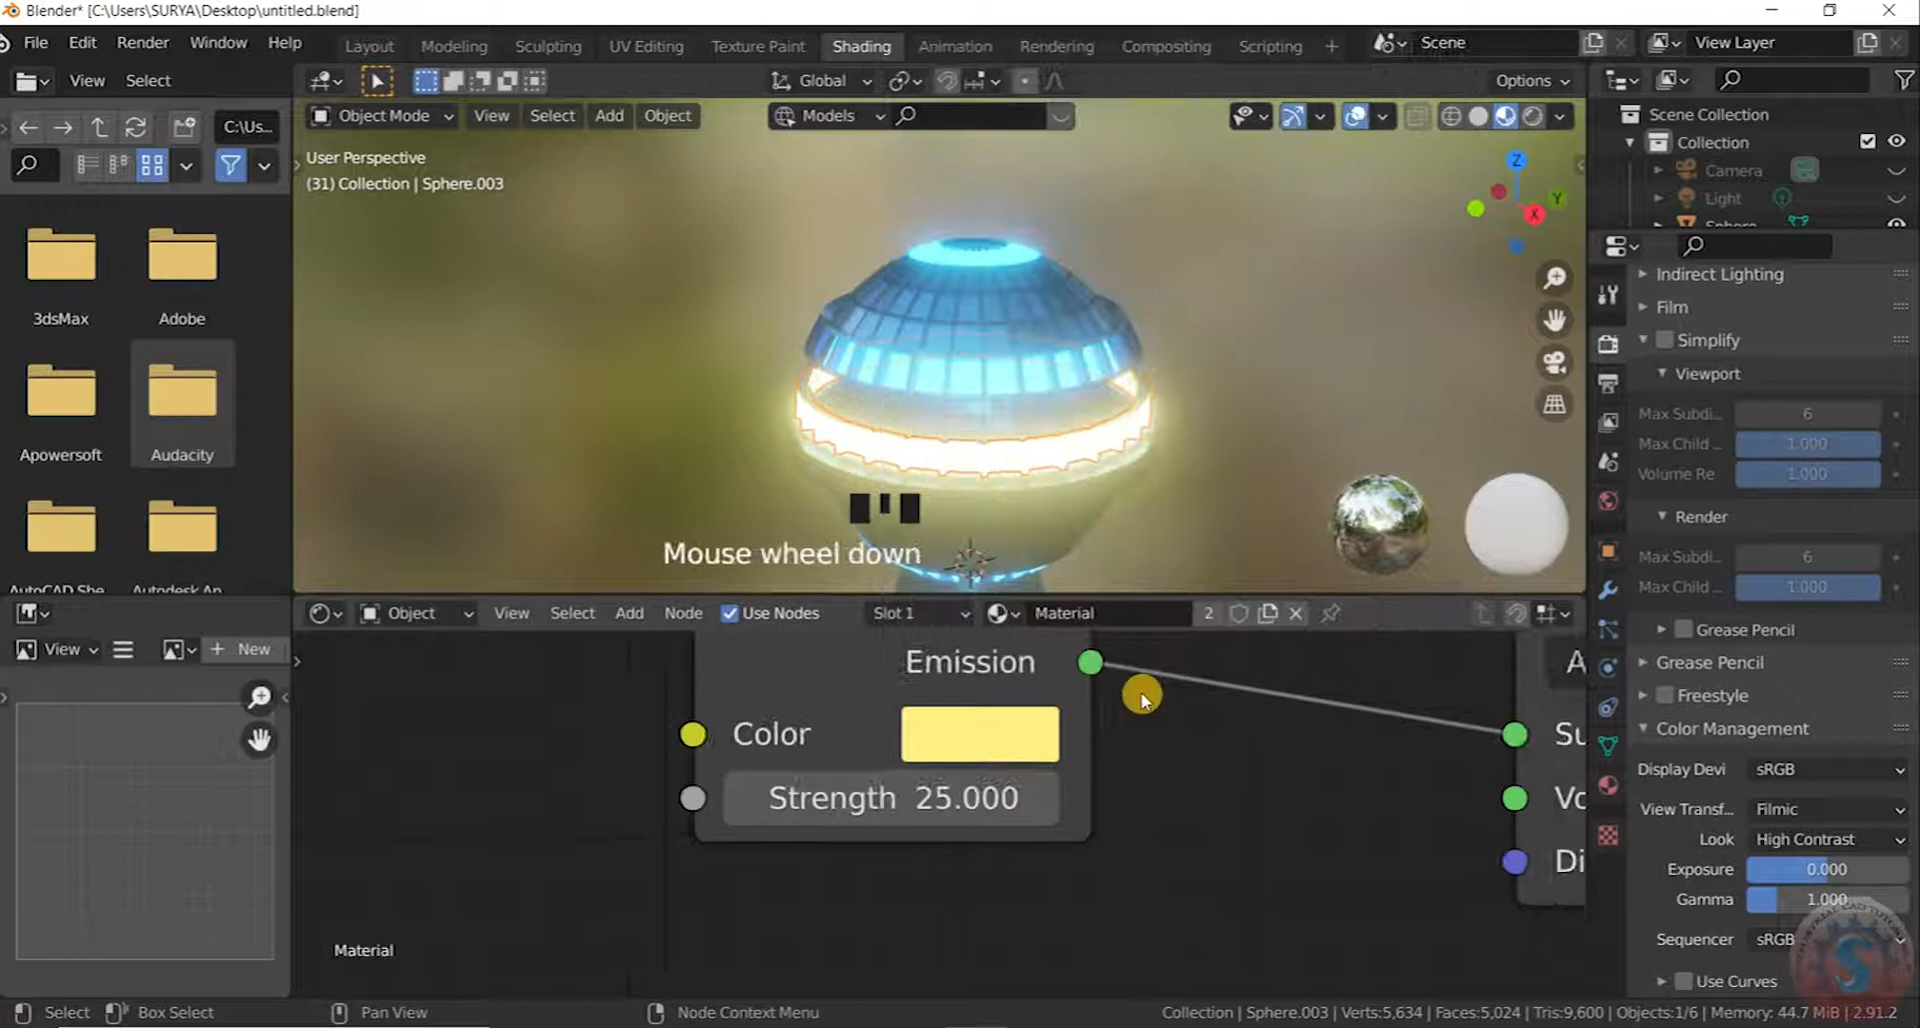 Blender* [C:\Users\SURYA\Desktop\untitled.blend]
File Edit Render Window Help Layout Modeling Sculpting UV Editing Texture Paint Shading Animation Rendering Compositing Scripting + Scene View Layer
View Select Global Options
Object Mode View Select Add Object Models
C:\Us...
User Perspective
(31) Collection | Sphere.003
Z
Y
X
Scene Collection
Collection
Camera
Light
Sphere
3dsMax Adobe
Apowersoft Audacity
AutoCAD She Autodesk An
Mouse wheel down
Indirect Lighting
Film
Simplify
Viewport
Max Subdi... 6
Max Child ... 1.000
Volume Re 1.000
Render
Max Subdi... 6
Max Child ... 1.000
Grease Pencil
Grease Pencil
Freestyle
Color Management
Display Devi sRGB
View Transf... Filmic
Look High Contrast
Exposure 0.000
Gamma 1.000
Sequencer sRGB
Use Curves
View + New
Object View Select Add Node Use Nodes Slot 1 Material 2
Emission
Color
Strength 25.000
A
Su
Vo
Di
Material
Select Box Select Pan View Node Context Menu Collection | Sphere.003 | Verts:5,634 | Faces:5,024 | Tris:9,600 | Objects:1/6 | Memory: 44.7 MiB | 2.91.2